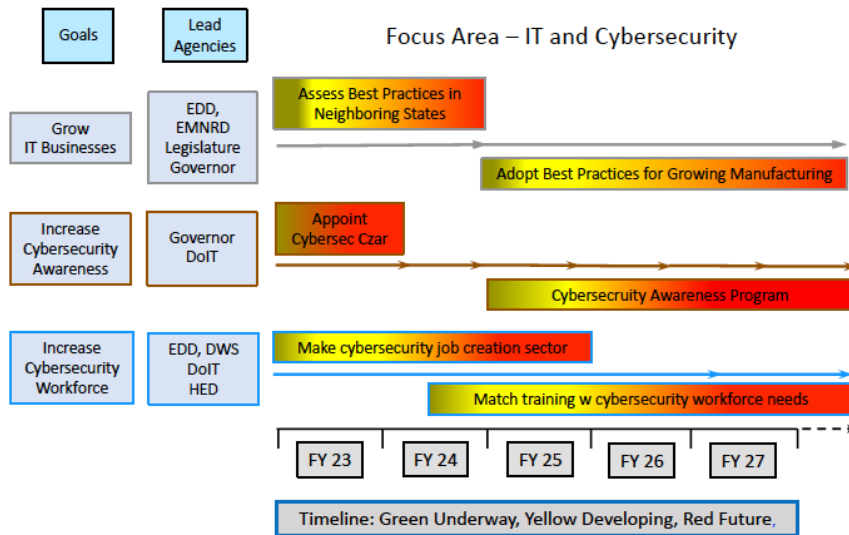 Goals
Lead
Agencies
Focus Area – IT and Cybersecurity
Grow
IT Businesses
EDD,
EMNRD
Legislature
Governor
Assess Best Practices in
Neighboring States
Adopt Best Practices for Growing Manufacturing
Increase
Cybersecurity
Awareness
Governor
DoIT
Appoint
Cybersec Czar
Cybersecruity Awareness Program
Increase
Cybersecurity
Workforce
EDD, DWS
DoIT
HED
Make cybersecurity job creation sector
Match training w cybersecurity workforce needs
FY 23
FY 24
FY 25
FY 26
FY 27
Timeline: Green Underway, Yellow Developing, Red Future,